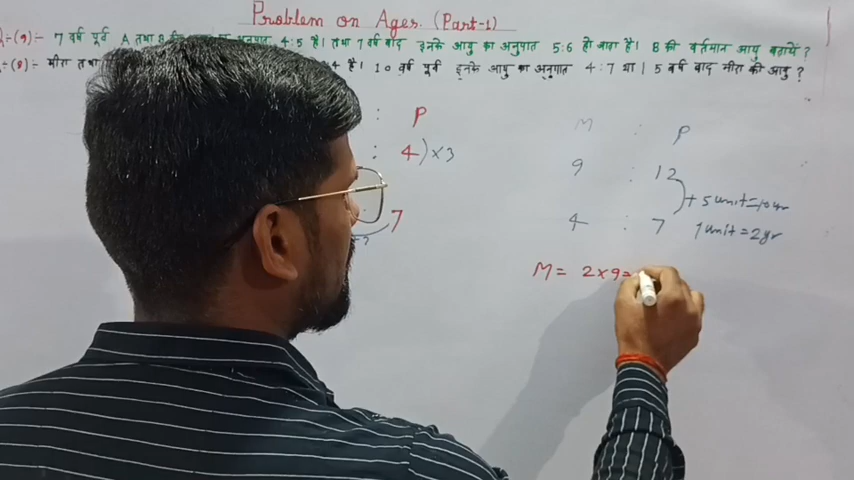 Problem on Ages. (Part-1)
(9) ÷ 7 वर्ष पूर्व A तथा B 4:5 है। तथा 7 वर्ष बाद इनके आयु का अनुपात 5:6 हो जाता है। B की वर्तमान आयु बताये?
(8) ÷ मीरा तथा 4 है। 10 वर्ष पूर्व इनके आयु का अनुपात 4:7 था। 5 वर्ष बाद मीरा की आयु ?
: P
: 4 ) ×3
7
M : P
9 : 12
+ 5 unit = 10 yr
4 : 7 1 unit = 2 yr
M = 2×9=